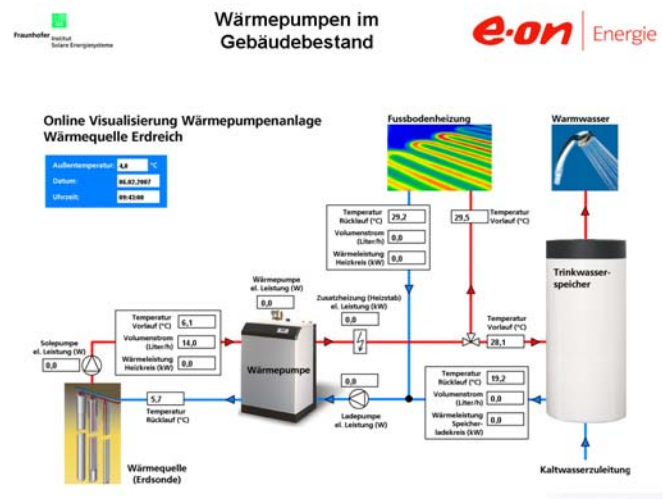 Fraunhofer Institut
Solare Energiesysteme
Wärmepumpen im
Gebäudebestand
e·on Energie
Online Visualisierung Wärmepumpenanlage
Wärmequelle Erdreich
Außentemperatur: 4,6 °C
Datum: 06.02.2007
Uhrzeit: 09:43:00
Fussbodenheizung
Warmwasser
Temperatur
Rücklauf (°C) 29,2
Volumenstrom
(Liter/h) 0,0
Wärmeleistung
Heizkreis (kW) 0,0
29,5 Temperatur
Vorlauf (°C)
Trinkwasser-
speicher
Wärmepumpe
el. Leistung (W)
0,0
Zusatzheizung (Heizstab)
el. Leistung (kW)
0,0
Temperatur
Vorlauf (°C)
28,1
Solepumpe
el. Leistung (W)
0,0
Temperatur
Vorlauf (°C) 6,1
Volumenstrom
(Liter/h) 14,0
Wärmeleistung
Heizkreis (kW) 0,0
Wärmepumpe
5,7
Temperatur
Rücklauf (°C)
0,0
Ladepumpe
el. Leistung (W)
Temperatur
Rücklauf (°C) 19,2
Volumenstrom
(Liter/h) 0,0
Wärmeleistung
Speicher-
ladekreis (kW) 0,0
Wärmequelle
(Erdsonde)
Kaltwasserzuleitung